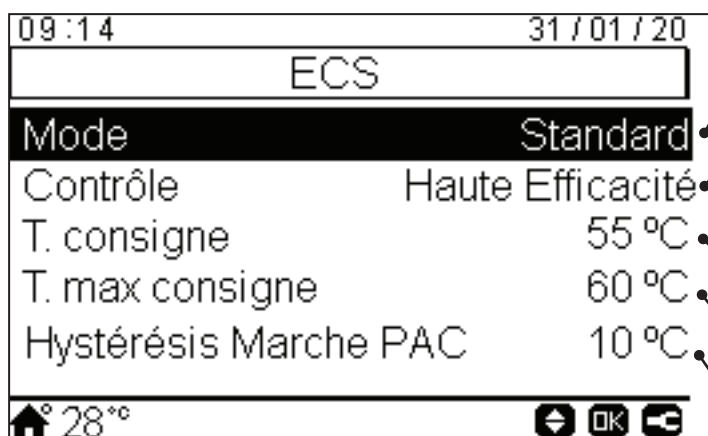 09:14 31/01/20
ECS
Mode Standard
Contrôle Haute Efficacité
T. consigne 55 ºC
T. max consigne 60 ºC
Hystérésis Marche PAC 10 ºC
28°C OK